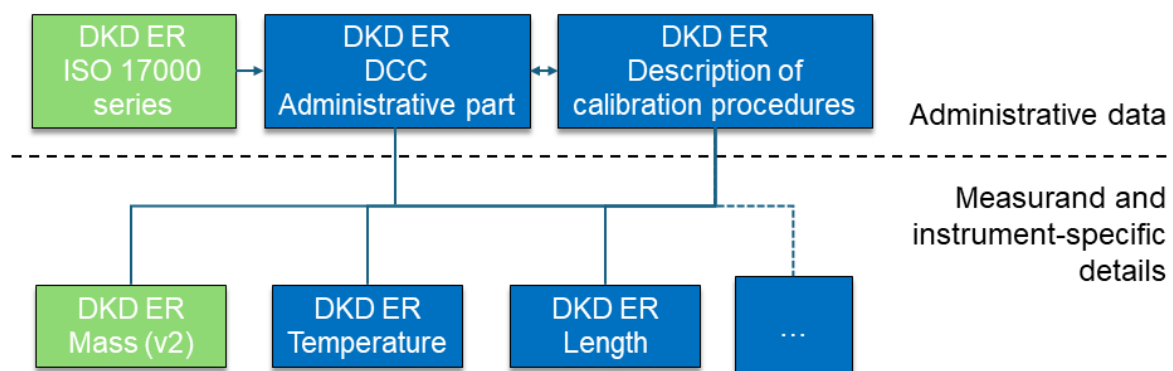 DKD ER
ISO 17000
series
DKD ER
DCC
Administrative part
DKD ER
Description of
calibration procedures
Administrative data
Measurand and
instrument-specific
details
DKD ER
Mass (v2)
DKD ER
Temperature
DKD ER
Length
...